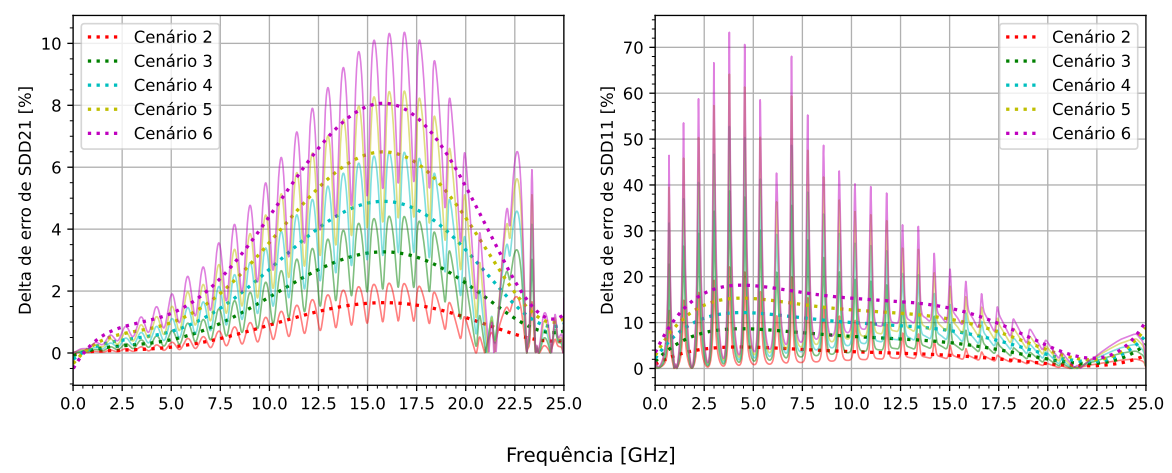 Delta de erro de SDD21 [%]
10
8
6
4
2
0
0.0 2.5 5.0 7.5 10.0 12.5 15.0 17.5 20.0 22.5 25.0
Cenário 2
Cenário 3
Cenário 4
Cenário 5
Cenário 6
Delta de erro de SDD11 [%]
70
60
50
40
30
20
10
0
0.0 2.5 5.0 7.5 10.0 12.5 15.0 17.5 20.0 22.5 25.0
Cenário 2
Cenário 3
Cenário 4
Cenário 5
Cenário 6
Frequência [GHz]